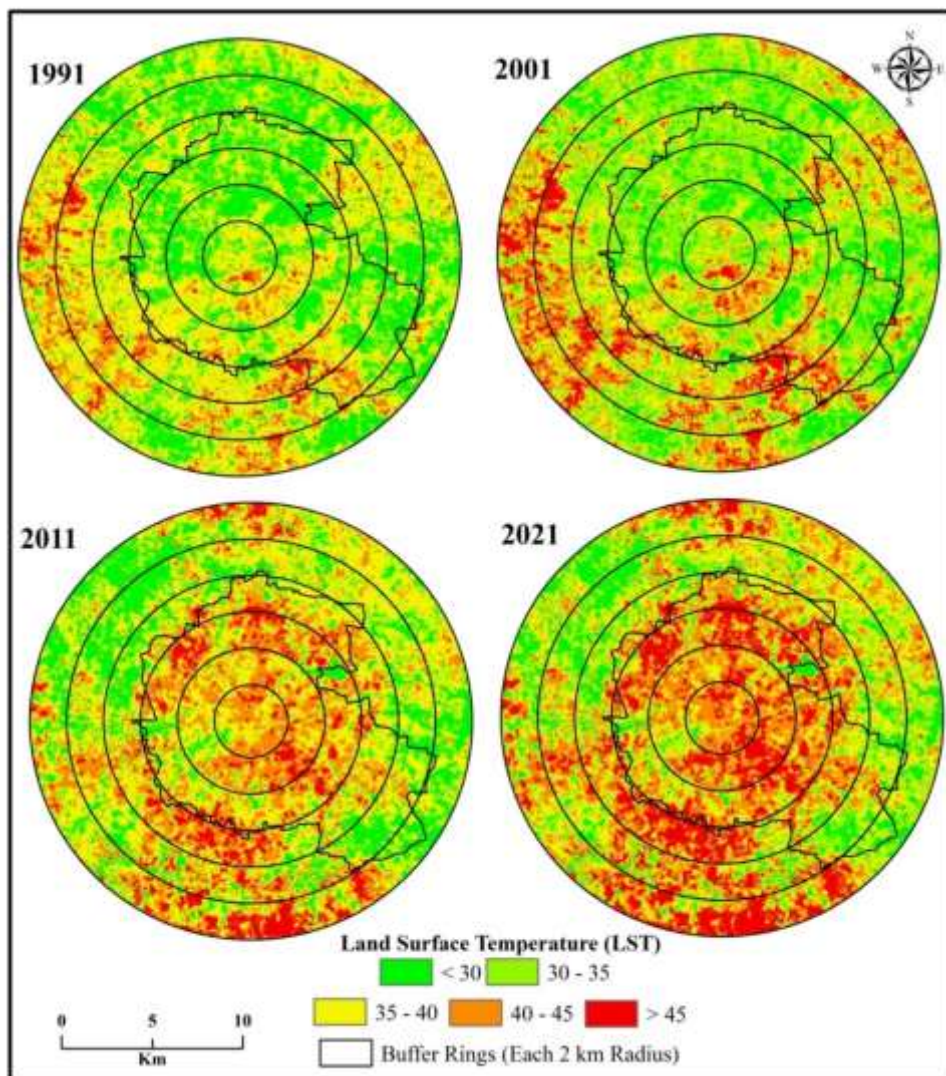 1991
2001
N
W
E
S
2011
2021
Land Surface Temperature (LST)
< 30
30 - 35
35 - 40
40 - 45
> 45
0
5
10
Km
Buffer Rings (Each 2 km Radius)